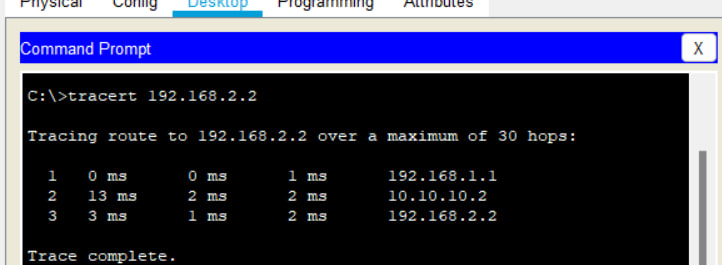 Physical Config Desktop Programming Attributes
Command Prompt X
C:\>tracert 192.168.2.2
Tracing route to 192.168.2.2 over a maximum of 30 hops:
1 0 ms 0 ms 1 ms 192.168.1.1
2 13 ms 2 ms 2 ms 10.10.10.2
3 3 ms 1 ms 2 ms 192.168.2.2
Trace complete.